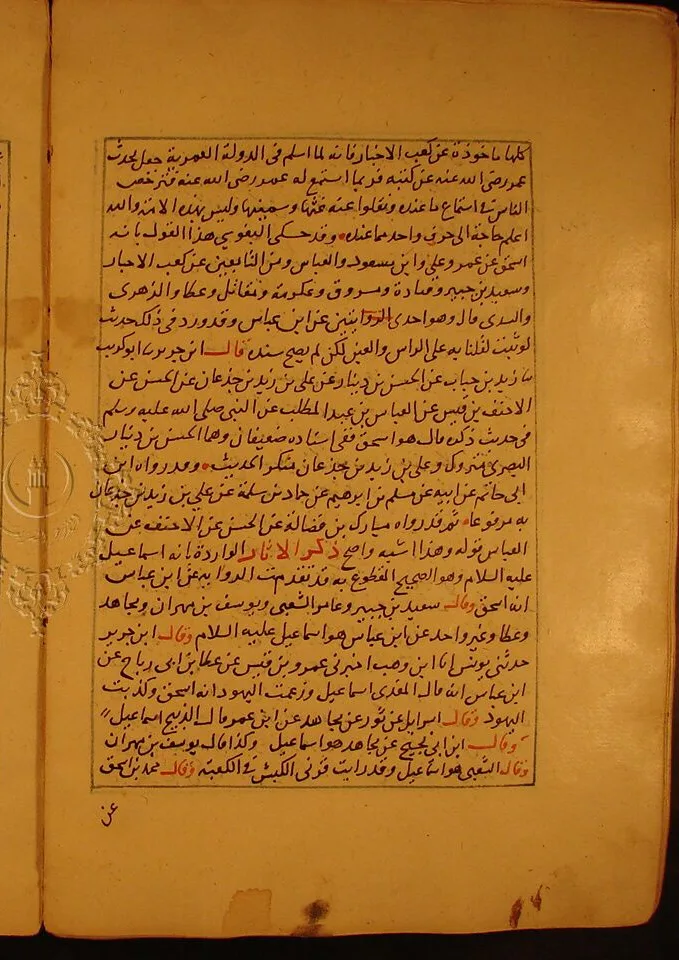 كلها ماخوذة عن كعب الاحبار فانه لما اسلم في الدولة العمرية جعل يحدث
عمر رضي الله عنه عن كتبه فربما استمع له عمر رضي الله عنه فترخص
الناس في استماع ما عنده ونقلوا عنه غثها وسمينها وليس لهذه الامة والله
اعلم حاجة الى حرف واحد مما عنده وقد حكى البغوي هذا القول بانه
اسحق عن عمر وعلي وابن مسعود والعباس ومن التابعين عن كعب الاحبار
وسعيد بن جبير وقتادة ومسروق وعكرمة ومقاتل وعطا والزهري
والسدي قال وهو احدى الروايتين عن ابن عباس وقد ورد في ذلك حديث
لو ثبت لقلنا به على الراس والعين لكن لم يصح سنده قال ابن جرير ثنا ابو كريب
ثنا زيد بن حباب عن الحسن بن دينار عن علي بن زيد بن جدعان عن الحسن عن
الاحنف بن قيس عن العباس بن عبد المطلب عن النبي صلى الله عليه وسلم
في حديث ذكره قال هو اسحق ففي اسناده ضعيفان وهما الحسن بن دينار
البصري متروك وعلي بن زيد بن جدعان منكر الحديث وقد رواه ابن
ابي حاتم عن ابيه عن مسلم بن ابرهيم عن حماد بن سلمة عن علي بن زيد بن جدعان
به مرفوعا ثم قد رواه مبارك بن فضالة عن الحسن عن الاحنف عن
العباس قوله وهذا اشبه واصح ذكر الاثار الواردة بانه اسماعيل
عليه السلام وهو الصحيح المقطوع به قد تقدمت الرواية عن ابن عباس
انه اسحق وقال سعيد بن جبير وعامر الشعبي ويوسف بن مهران ومجاهد
وعطا وغير واحد عن ابن عباس هو اسماعيل عليه السلام وقال ابن جرير
حدثني يونس انا ابن وهب اخبرني عمرو بن قيس عن عطا بن ابي رباح عن
ابن عباس انه قال المفدى اسماعيل وزعمت اليهود انه اسحق وكذبت
اليهود وقال اسرايل عن ثور عن مجاهد عن ابن عمر قال الذبيح اسماعيل
وقال ابن ابي نجيح عن مجاهد هو اسماعيل وكذا قال يوسف بن مهران
وقال الشعبي هو اسماعيل وقد رايت قرني الكبش في الكعبة وقال محمد بن اسحق
عن